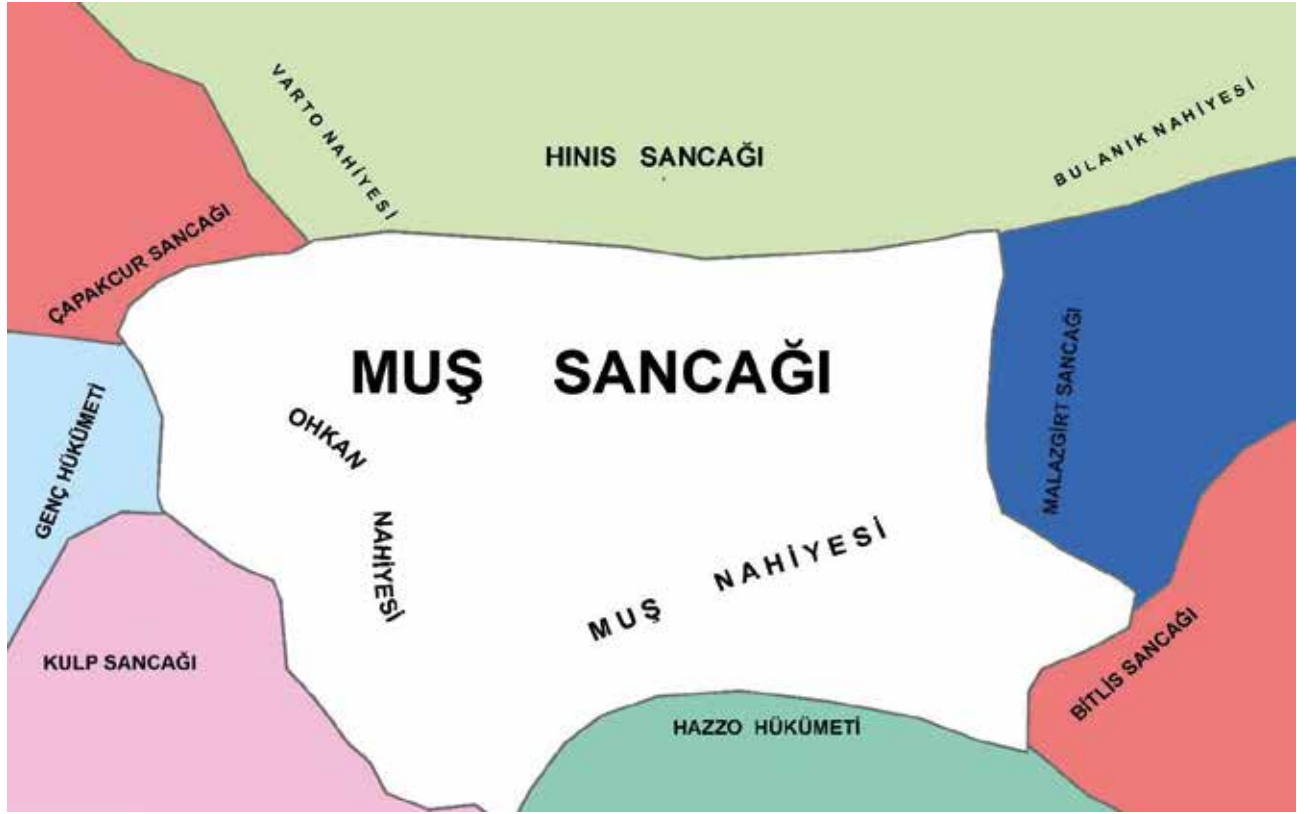 VARTO NAHİYESİ
HINIS SANCAĞI
BULANIK NAHİYESİ
ÇAPAKCUR SANCAĞI
MUŞ SANCAĞI
MALAZGİRT SANCAĞI
GENÇ HÜKÜMETİ
OHKAN
NAHİYESİ
MUŞ NAHİYESİ
KULP SANCAĞI
BİTLİS SANCAĞI
HAZZO HÜKÜMETİ